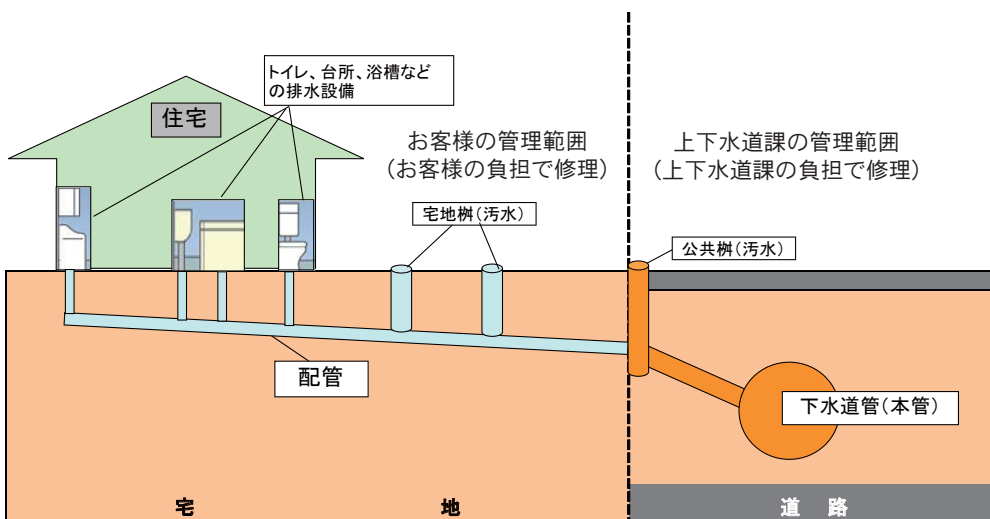 トイレ、台所、浴槽など
の排水設備
住宅
お客様の管理範囲
(お客様の負担で修理)
上下水道課の管理範囲
(上下水道課の負担で修理)
宅地桝(汚水)
公共桝(汚水)
配管
下水道管(本管)
宅地
道路